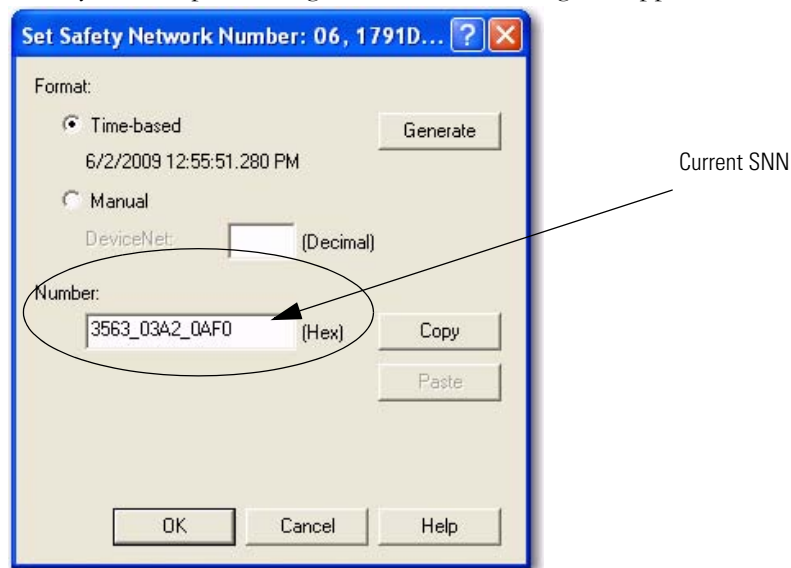 Set Safety Network Number: 06, 1791D...
Format:
Time-based
Generate
6/2/2009 12:55:51.280 PM
Current SNN
Manual
DeviceNet:
(Decimal)
Number:
3563_03A2_0AF0
(Hex)
Copy
Paste
OK
Cancel
Help